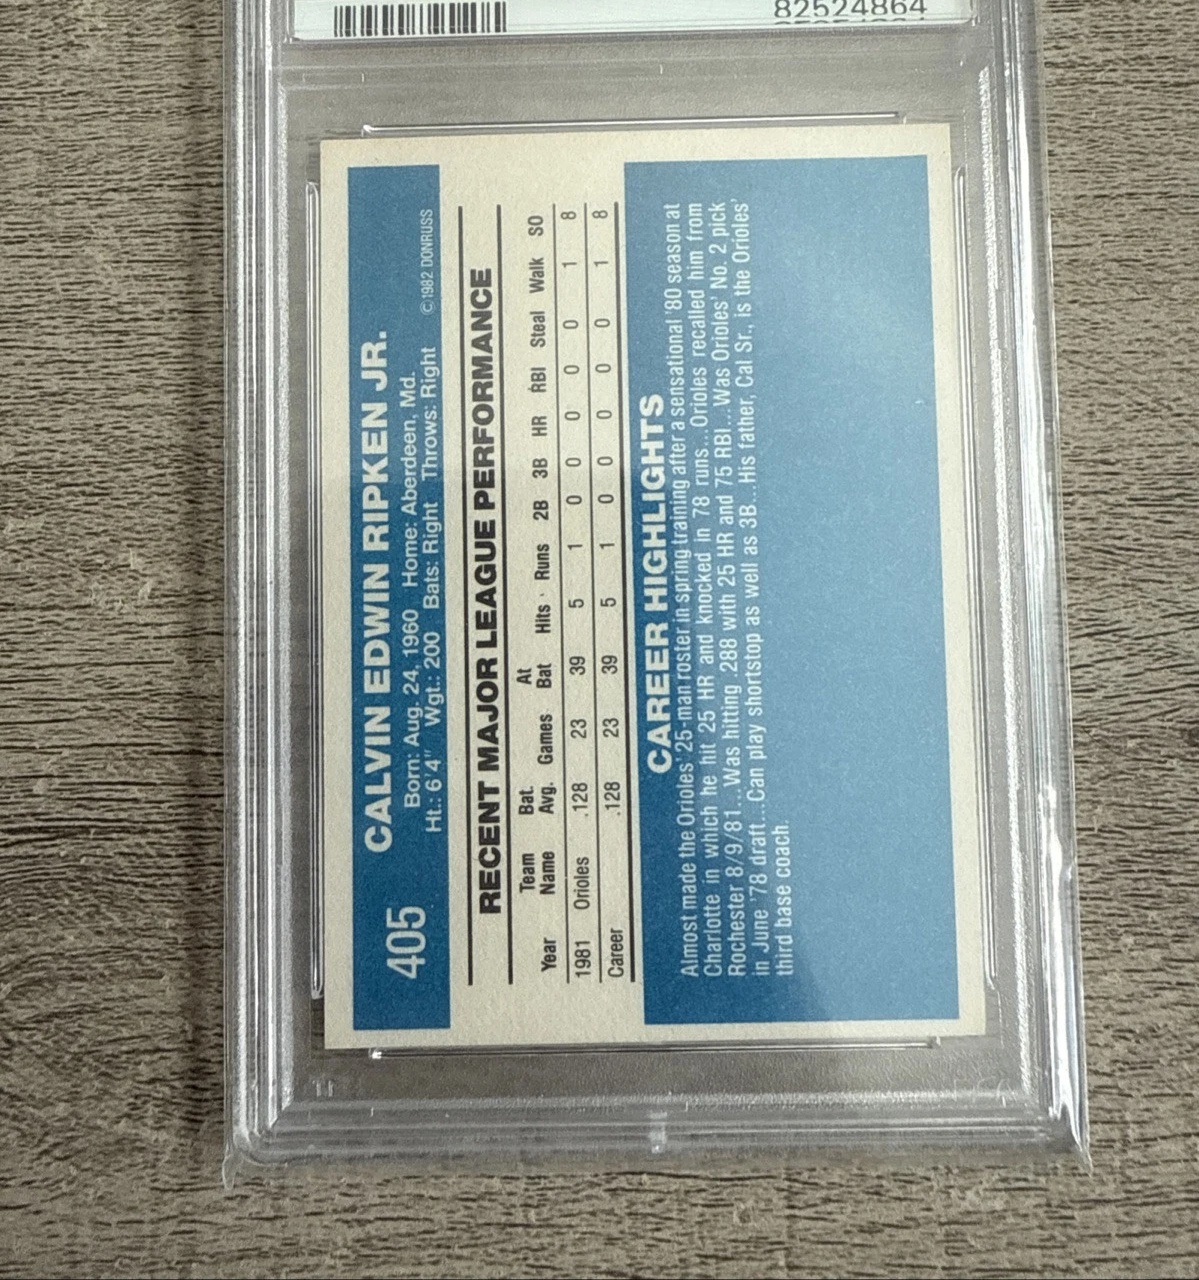 82524864
405 CALVIN EDWIN RIPKEN JR.
Born: Aug. 24, 1960 Home: Aberdeen, Md.
Ht.: 6'4" Wgt.: 200 Bats: Right Throws: Right ©1982 DONRUSS
RECENT MAJOR LEAGUE PERFORMANCE
Team Bat. At
Year Name Avg. Games Bat Hits Runs 2B 3B HR RBI Steal Walk SO
1981 Orioles .128 23 39 5 1 0 0 0 0 0 1 8
Career .128 23 39 5 1 0 0 0 0 0 1 8
CAREER HIGHLIGHTS
Almost made the Orioles' 25-man roster in spring training after a sensational '80 season at
Charlotte in which he hit 25 HR and knocked in 78 runs...Orioles recalled him from
Rochester 8/9/81...Was hitting .288 with 25 HR and 75 RBI...Was Orioles' No. 2 pick
in June '78 draft...Can play shortstop as well as 3B...His father, Cal Sr., is the Orioles'
third base coach.